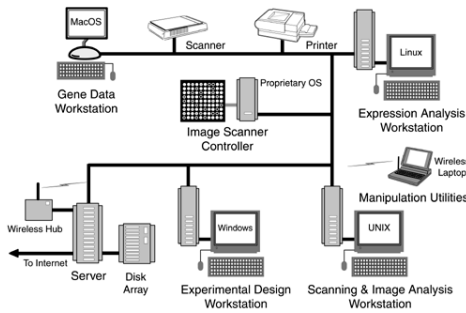 MacOS
Scanner
Printer
Linux
Gene Data
Workstation
Proprietary OS
Image Scanner
Controller
Expression Analysis
Workstation
Wireless
Laptop
Manipulation Utilities
Wireless Hub
Windows
UNIX
To Internet
Server
Disk
Array
Experimental Design
Workstation
Scanning & Image Analysis
Workstation